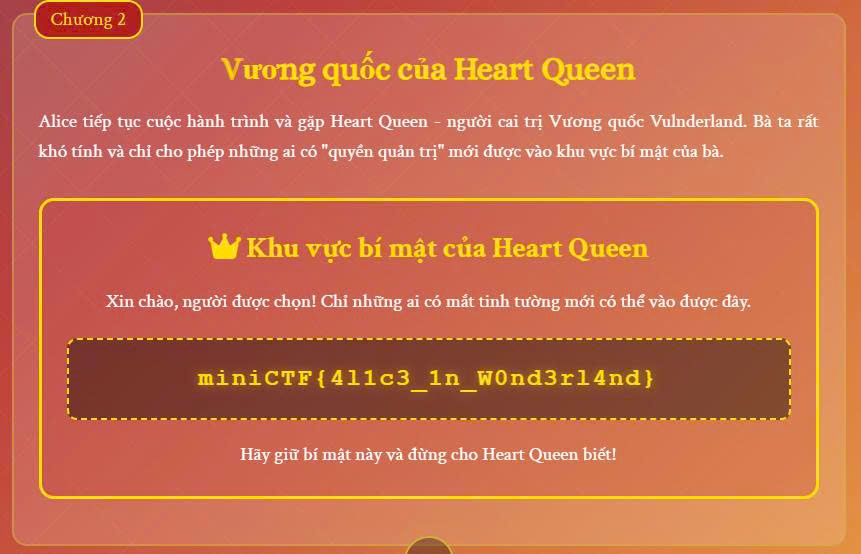 Chương 2
Vương quốc của Heart Queen
Alice tiếp tục cuộc hành trình và gặp Heart Queen - người cai trị Vương quốc Vulnderland. Bà ta rất
khó tính và chỉ cho phép những ai có "quyền quản trị" mới được vào khu vực bí mật của bà.
Khu vực bí mật của Heart Queen
Xin chào, người được chọn! Chỉ những ai có mắt tinh tường mới có thể vào được đây.
miniCTF{4l1c3_1n_W0nd3rl4nd}
Hãy giữ bí mật này và đừng cho Heart Queen biết!